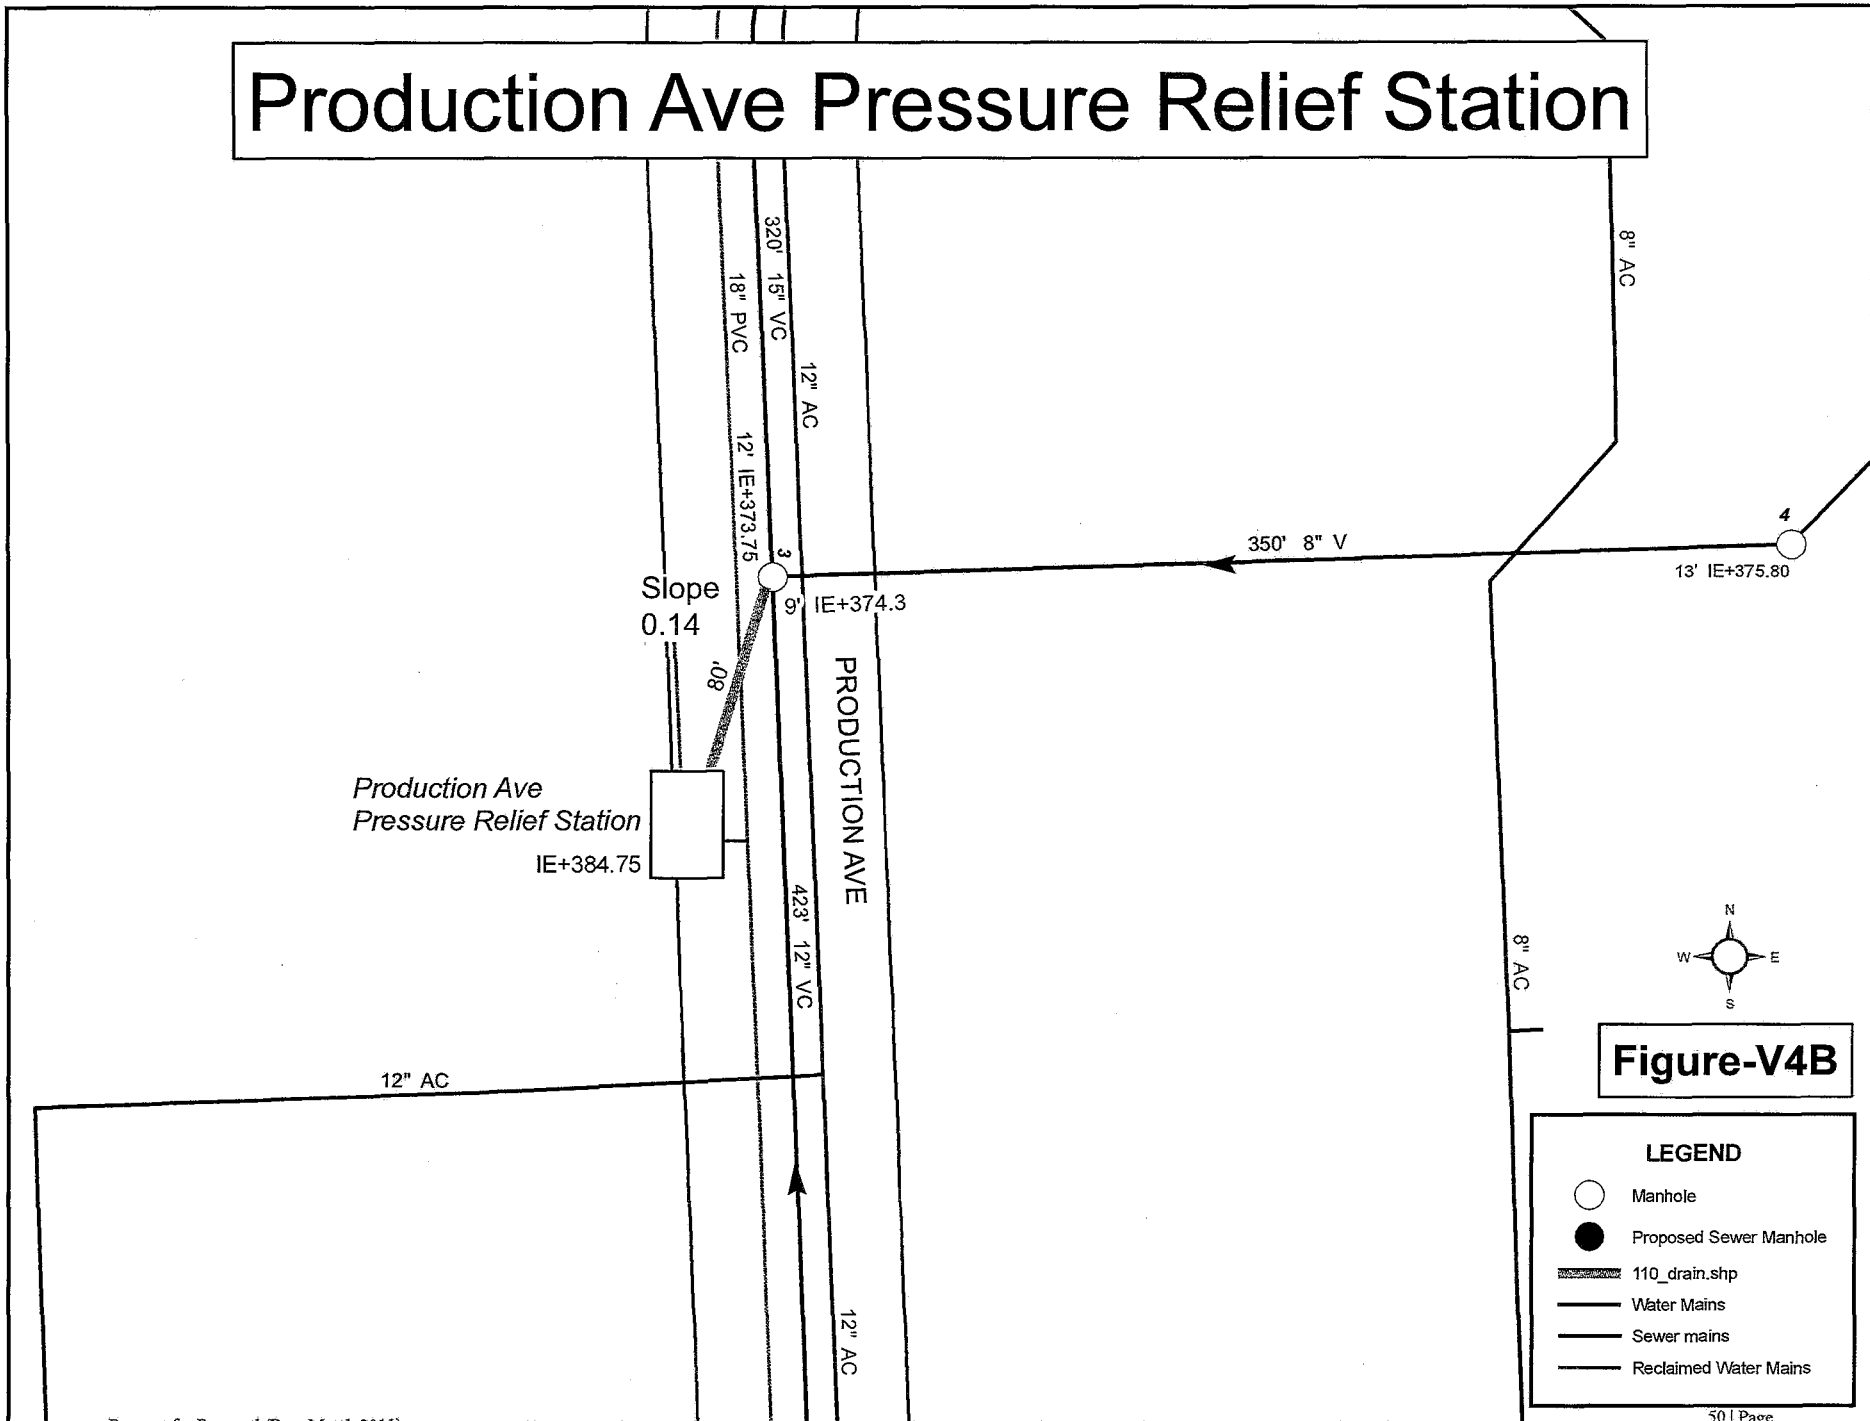 Production Ave Pressure Relief Station
320' 15" VC
18" PVC
12" AC
8" AC
12' IE+373.75
3
4
350' 8" V
13' IE+375.80
Slope
0.14
9' IE+374.3
80'
PRODUCTION AVE
Production Ave
Pressure Relief Station
IE+384.75
423' 12" VC
8" AC
N
W E
S
Figure-V4B
12" AC
LEGEND
Manhole
Proposed Sewer Manhole
110_drain.shp
Water Mains
Sewer mains
Reclaimed Water Mains
12" AC
50 | Page